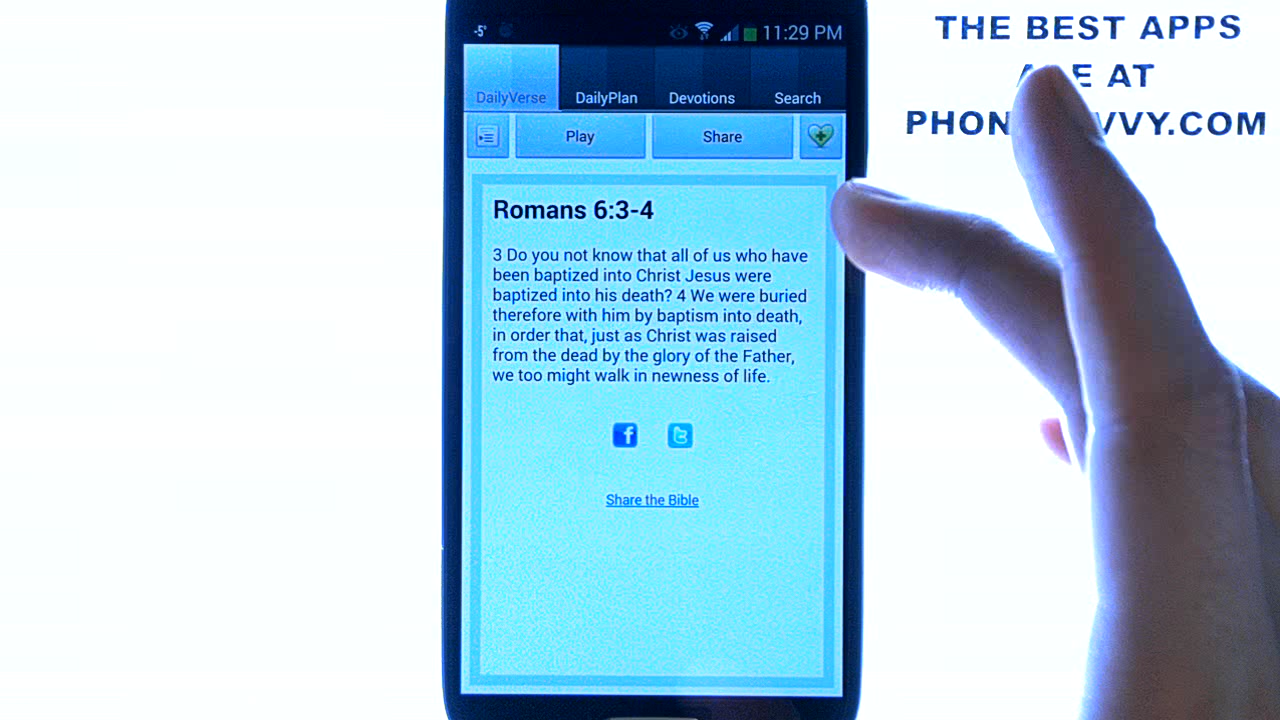 -5° 11:29 PM
THE BEST APPS
AT
PHON VVY.COM
DailyVerse DailyPlan Devotions Search
Play Share
Romans 6:3-4
3 Do you not know that all of us who have
been baptized into Christ Jesus were
baptized into his death? 4 We were buried
therefore with him by baptism into death,
in order that, just as Christ was raised
from the dead by the glory of the Father,
we too might walk in newness of life.
f t
Share the Bible